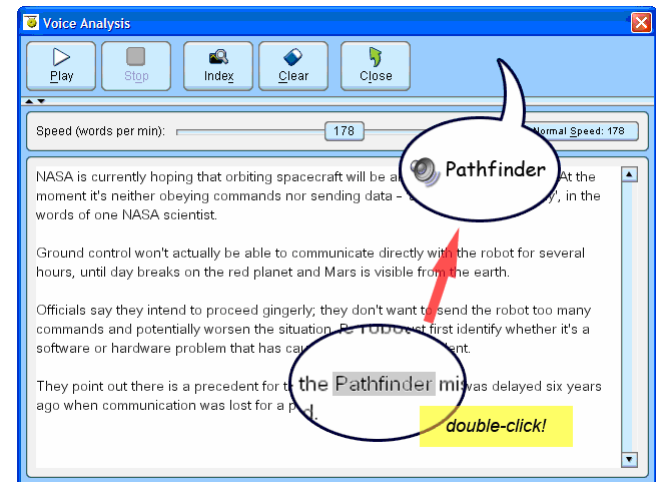 Voice Analysis
Play Stop Index Clear Close
Speed (words per min): 178 Normal Speed: 178
Pathfinder
NASA is currently hoping that orbiting spacecraft will be a At the
moment it's neither obeying commands nor sending data - in the
words of one NASA scientist.
Ground control won't actually be able to communicate directly with the robot for several
hours, until day breaks on the red planet and Mars is visible from the earth.
Officials say they intend to proceed gingerly; they don't want to send the robot too many
commands and potentially worsen the situation. first identify whether it's a
software or hardware problem that has
They point out there is a precedent for the Pathfinder was delayed six years
ago when communication was lost for a
double-click!